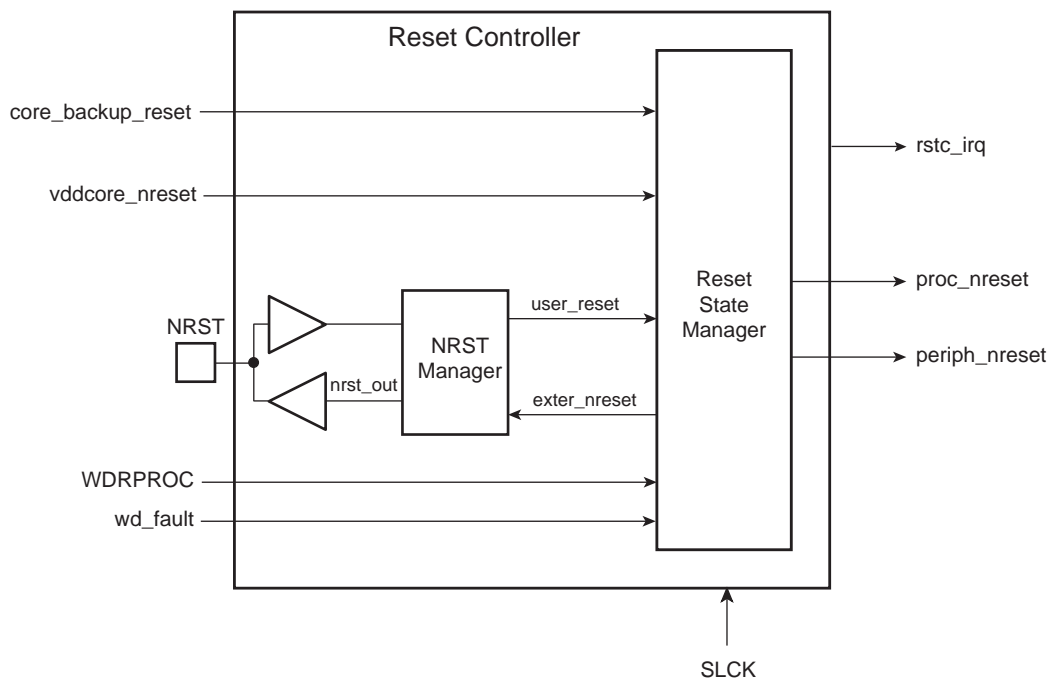 Reset Controller
core_backup_reset
rstc_irq
vddcore_nreset
Reset
State
Manager
proc_nreset
user_reset
NRST
NRST
Manager
periph_nreset
nrst_out
exter_nreset
WDRPROC
wd_fault
SLCK